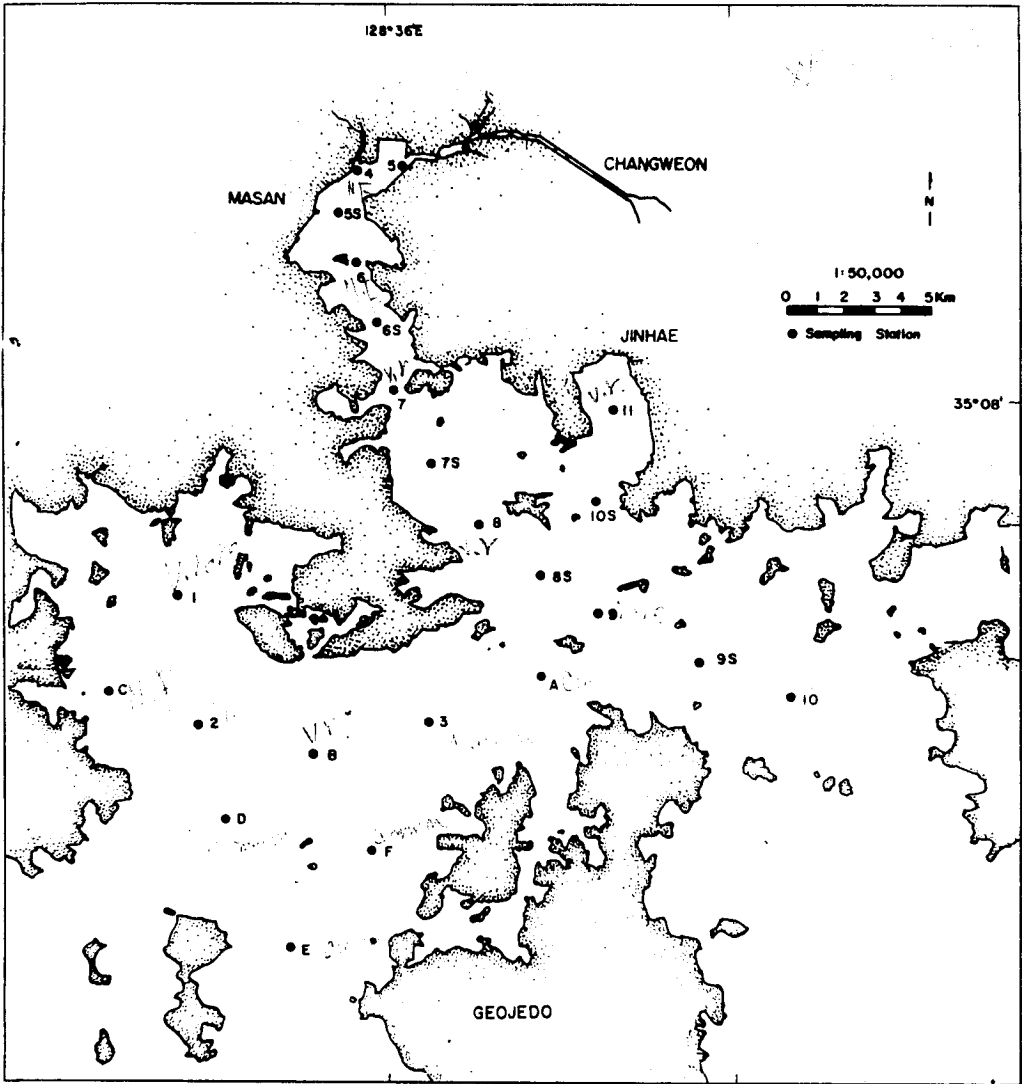 128°36'E
CHANGWEON
4
5
MASAN
5S
N
6
1:50,000
0 1 2 3 4 5Km
6S
Sampling Station
JINHAE
7
35°08'
11
7S
10S
8
8S
1
9
9S
C
A
10
2
3
B
D
F
E
GEOJEDO